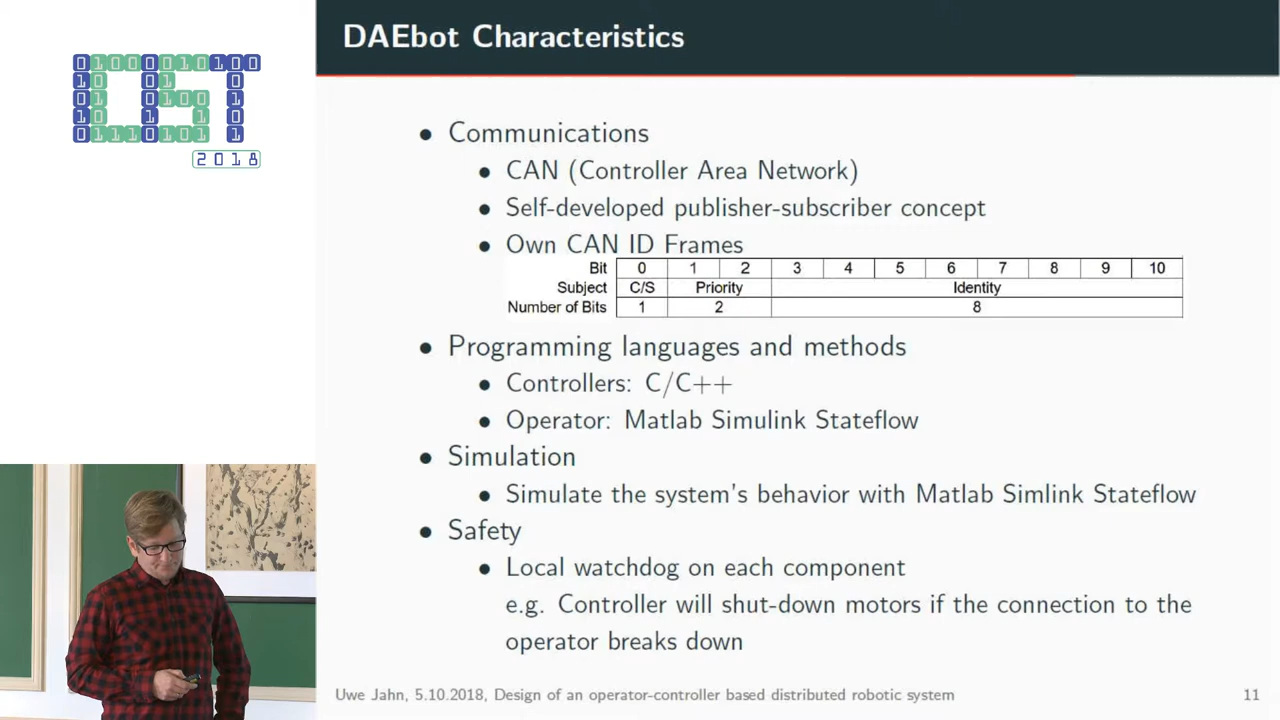 2018
DAEbot Characteristics
• Communications
• CAN (Controller Area Network)
• Self-developed publisher-subscriber concept
• Own CAN ID Frames
Bit 0 1 2 3 4 5 6 7 8 9 10
Subject C/S Priority Identity
Number of Bits 1 2 8
• Programming languages and methods
• Controllers: C/C++
• Operator: Matlab Simulink Stateflow
• Simulation
• Simulate the system's behavior with Matlab Simlink Stateflow
• Safety
• Local watchdog on each component
e.g. Controller will shut-down motors if the connection to the
operator breaks down
Uwe Jahn, 5.10.2018, Design of an operator-controller based distributed robotic system 11